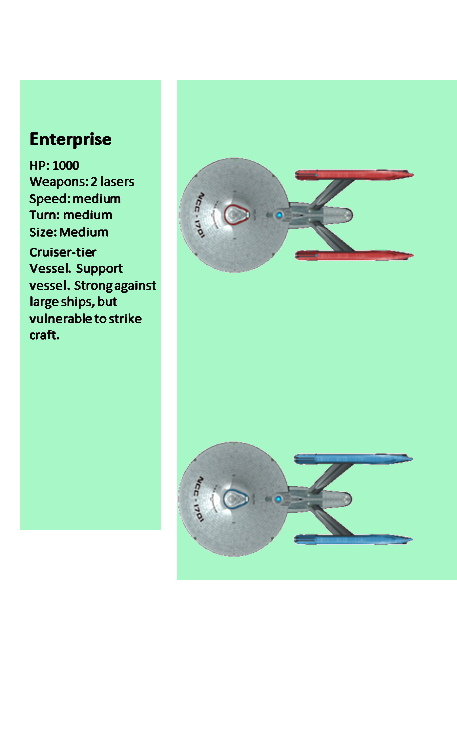 Enterprise
HP: 1000
Weapons: 2 lasers
Speed: medium
Turn: medium
Size: Medium
Cruiser-tier
Vessel. Support
vessel. Strong against
large ships, but
vulnerable to strike
craft.
NCC-1701
NCC-1701